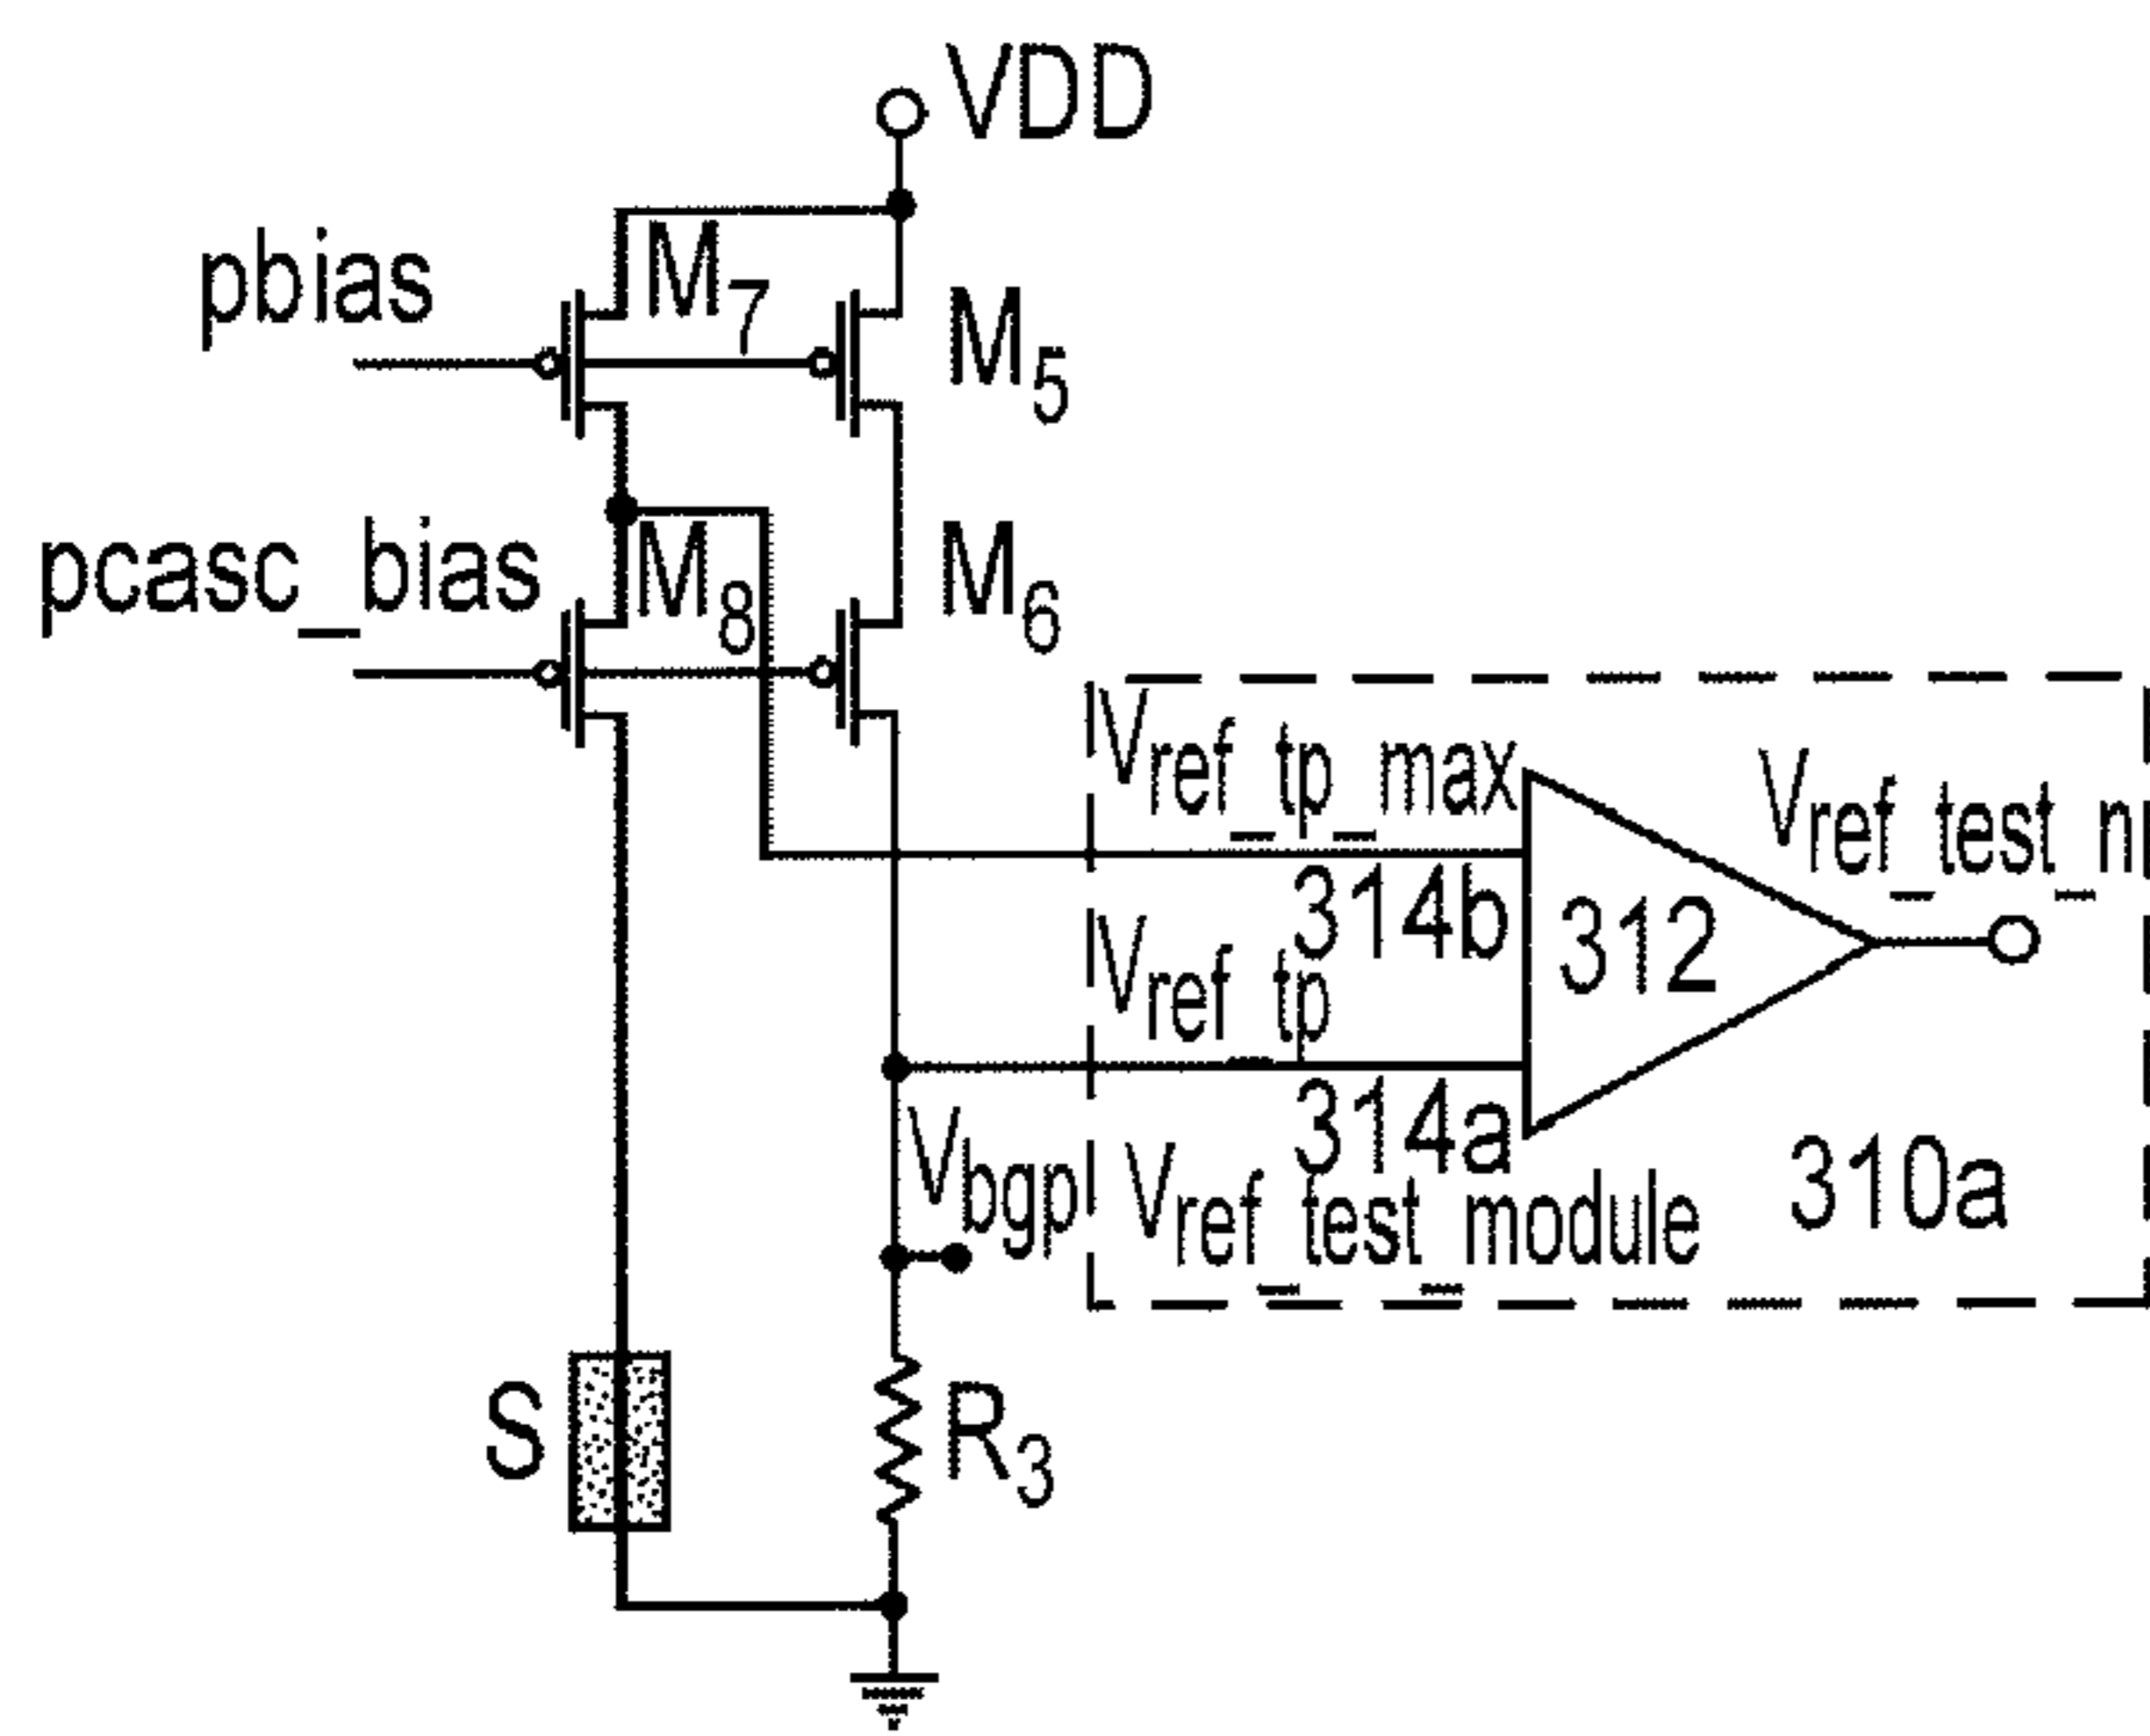 VDD
pbias
M7
M5
pcasc_bias
M8
M6
Vref_tp_max
Vref_test_n
314b
312
Vref_tp
314a
Vbgp
Vref_test_module
310a
S
R3